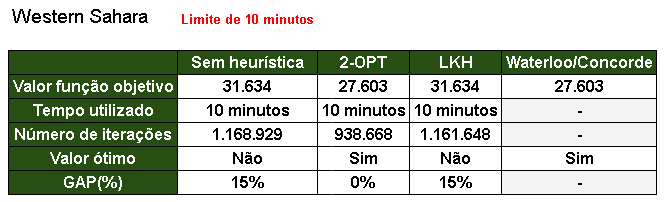 Western Sahara Limite de 10 minutos
Sem heurística 2-OPT LKH Waterloo/Concorde
Valor função objetivo 31.634 27.603 31.634 27.603
Tempo utilizado 10 minutos 10 minutos 10 minutos -
Número de iterações 1.168.929 938.668 1.161.648 -
Valor ótimo Não Sim Não Sim
GAP(%) 15% 0% 15% -